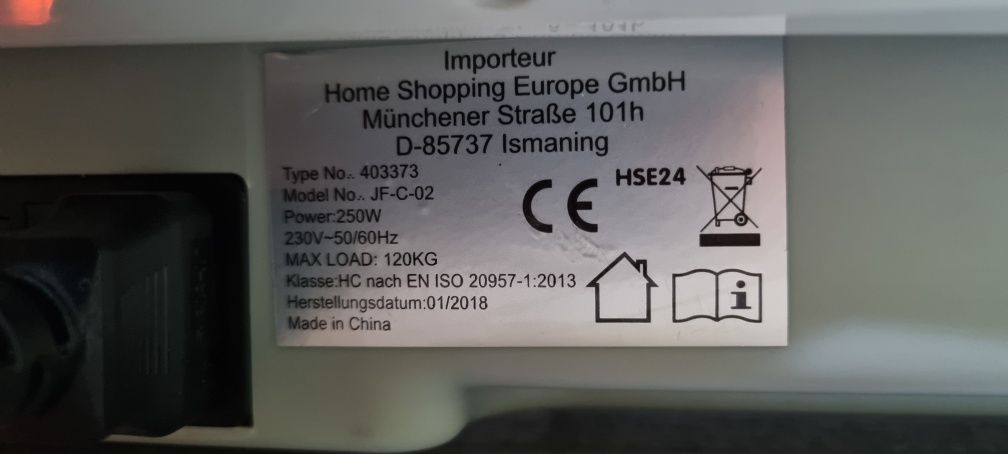 Importeur
Home Shopping Europe GmbH
Münchener Straße 101h
D-85737 Ismaning
Type No.. 403373
Model No.. JF-C-02
Power:250W
230V~50/60Hz
MAX LOAD: 120KG
Klasse:HC nach EN ISO 20957-1:2013
Herstellungsdatum:01/2018
Made in China
CE
HSE24
i